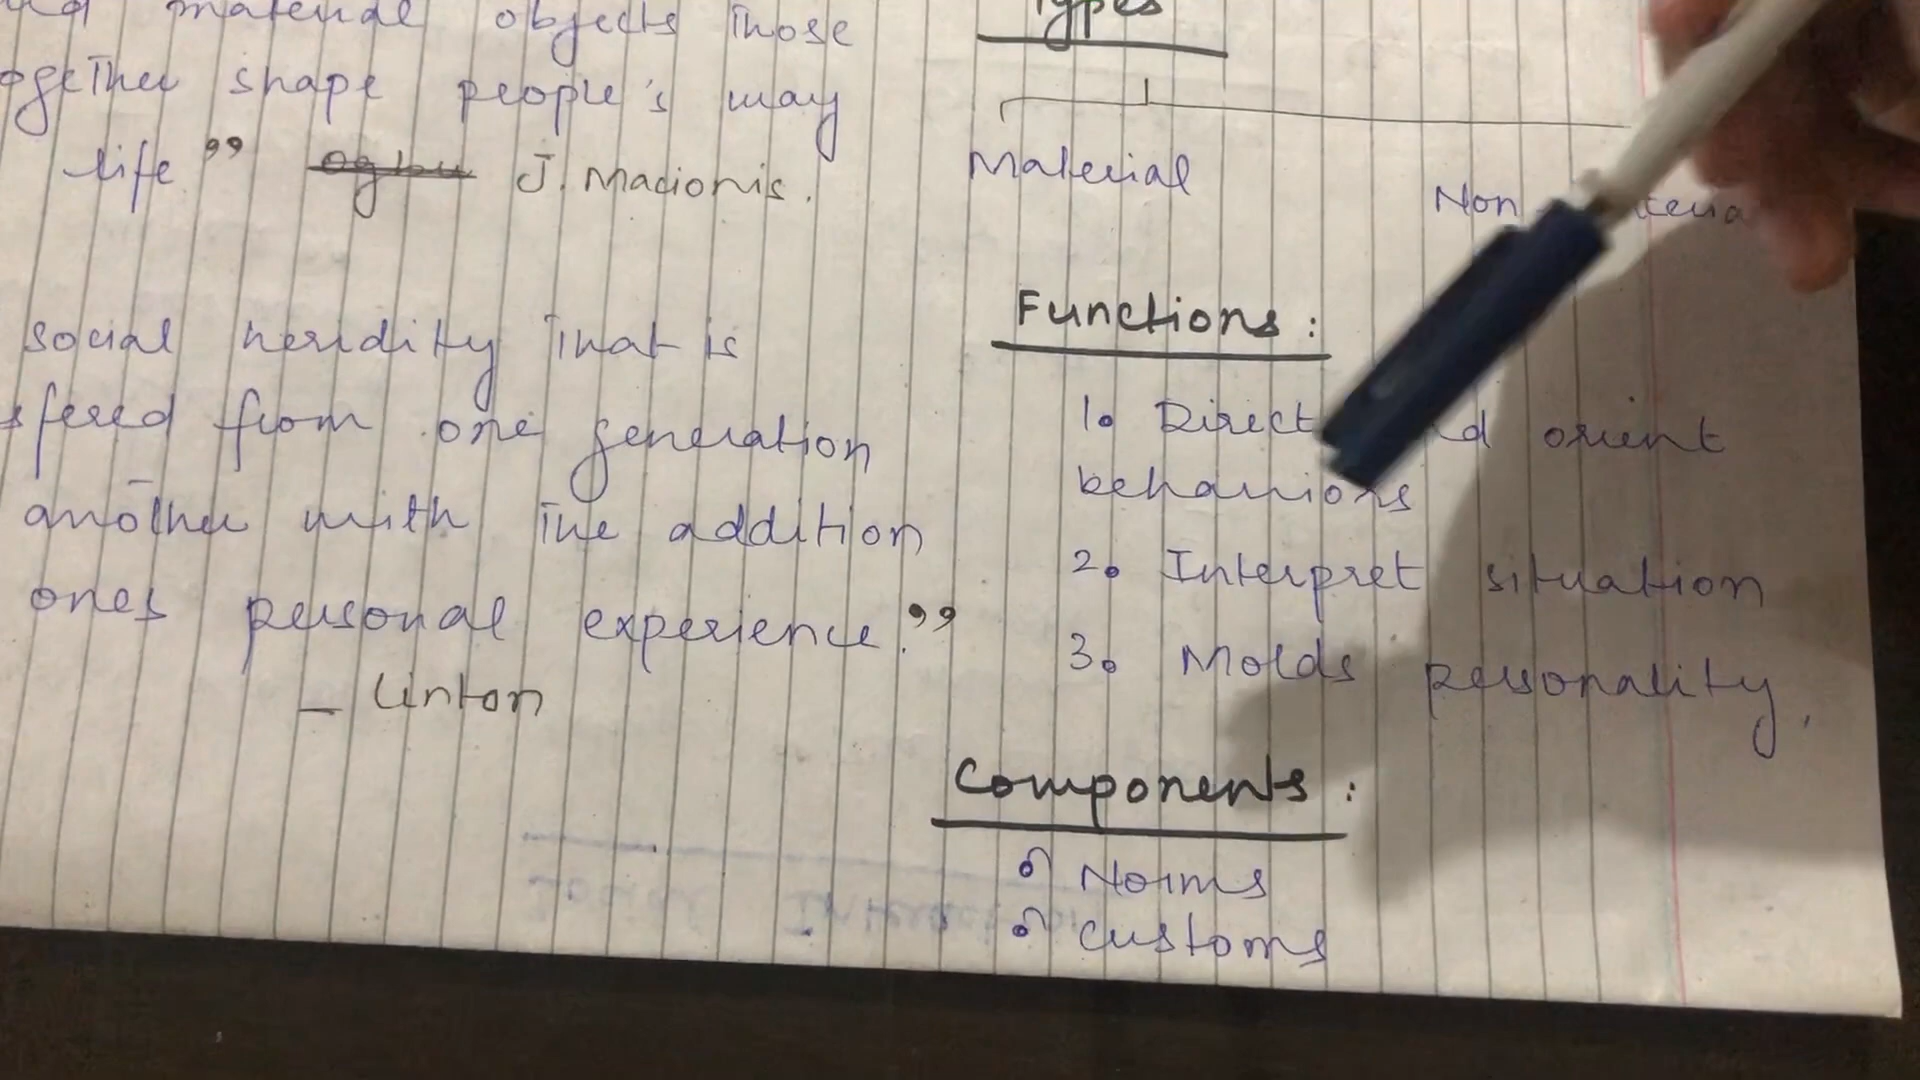 material objects those
shape people's way
life." J. Macionis.
social heridity that is
from one generation
another with the addition
ones personal experience."
_ Linton
Types
Material
Non
Functions :
1. Direct orient
behaviors
2. Interpret situation
3. Molds personality,
Components :
Norms
Customs